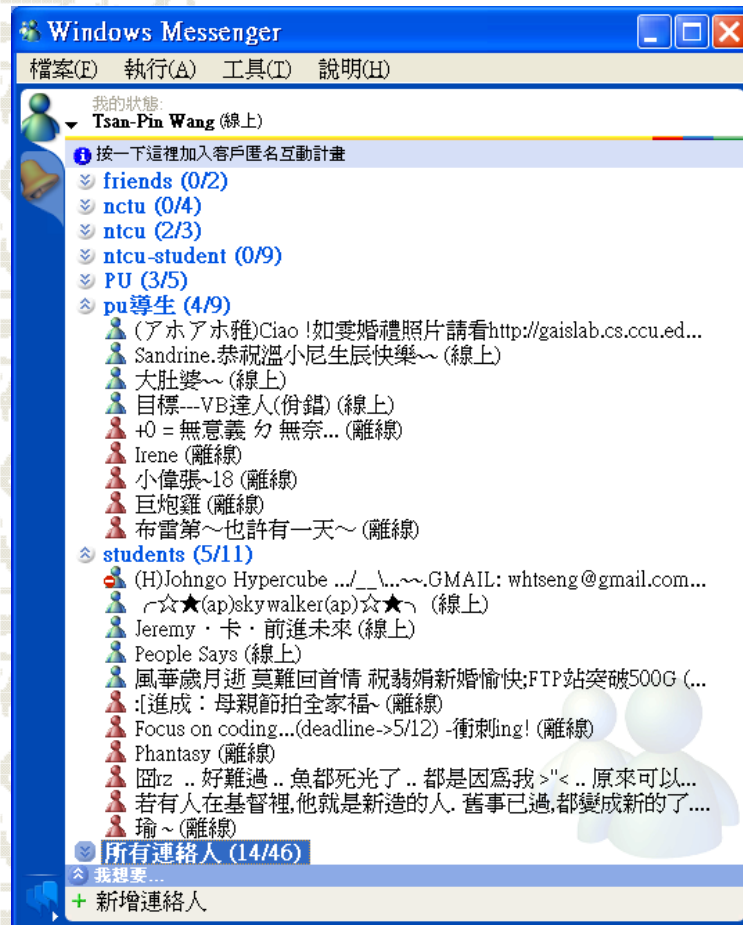 Windows Messenger
檔案(F) 執行(A) 工具(T) 說明(H)
我的狀態:
Tsan-Pin Wang (線上)
按一下這裡加入客戶匿名互動計畫
friends (0/2)
nctu (0/4)
ntcu (2/3)
ntcu-student (0/9)
PU (3/5)
pu導生 (4/9)
(アホアホ雅)Ciao !如雯婚禮照片請看http://gaislab.cs.ccu.ed...
Sandrine.恭祝溫小尼生辰快樂~~ (線上)
大肚婆~~ (線上)
目標---VB達人(佾錯) (線上)
+0 = 無意義 ㄉ 無奈... (離線)
Irene (離線)
小偉張~18 (離線)
巨炮雞 (離線)
布雷第～也許有一天～ (離線)
students (5/11)
(H)Johngo Hypercube .../__\...~~.GMAIL: whtseng@gmail.com...
╭☆★(ap)skywalker(ap)☆★╮ (線上)
Jeremy‧卡‧前進未來 (線上)
People Says (線上)
風華歲月逝 莫難回首情 祝翡娟新婚愉快;FTP站突破500G (...
:[進成：母親節拍全家福~ (離線)
Focus on coding...(deadline->5/12) -衝刺ing! (離線)
Phantasy (離線)
囧rz .. 好難過 .. 魚都死光了 .. 都是因為我 >"< .. 原來可以...
若有人在基督裡,他就是新造的人. 舊事已過,都變成新的了....
瑜 ~ (離線)
所有連絡人 (14/46)
我想要...
+ 新增連絡人